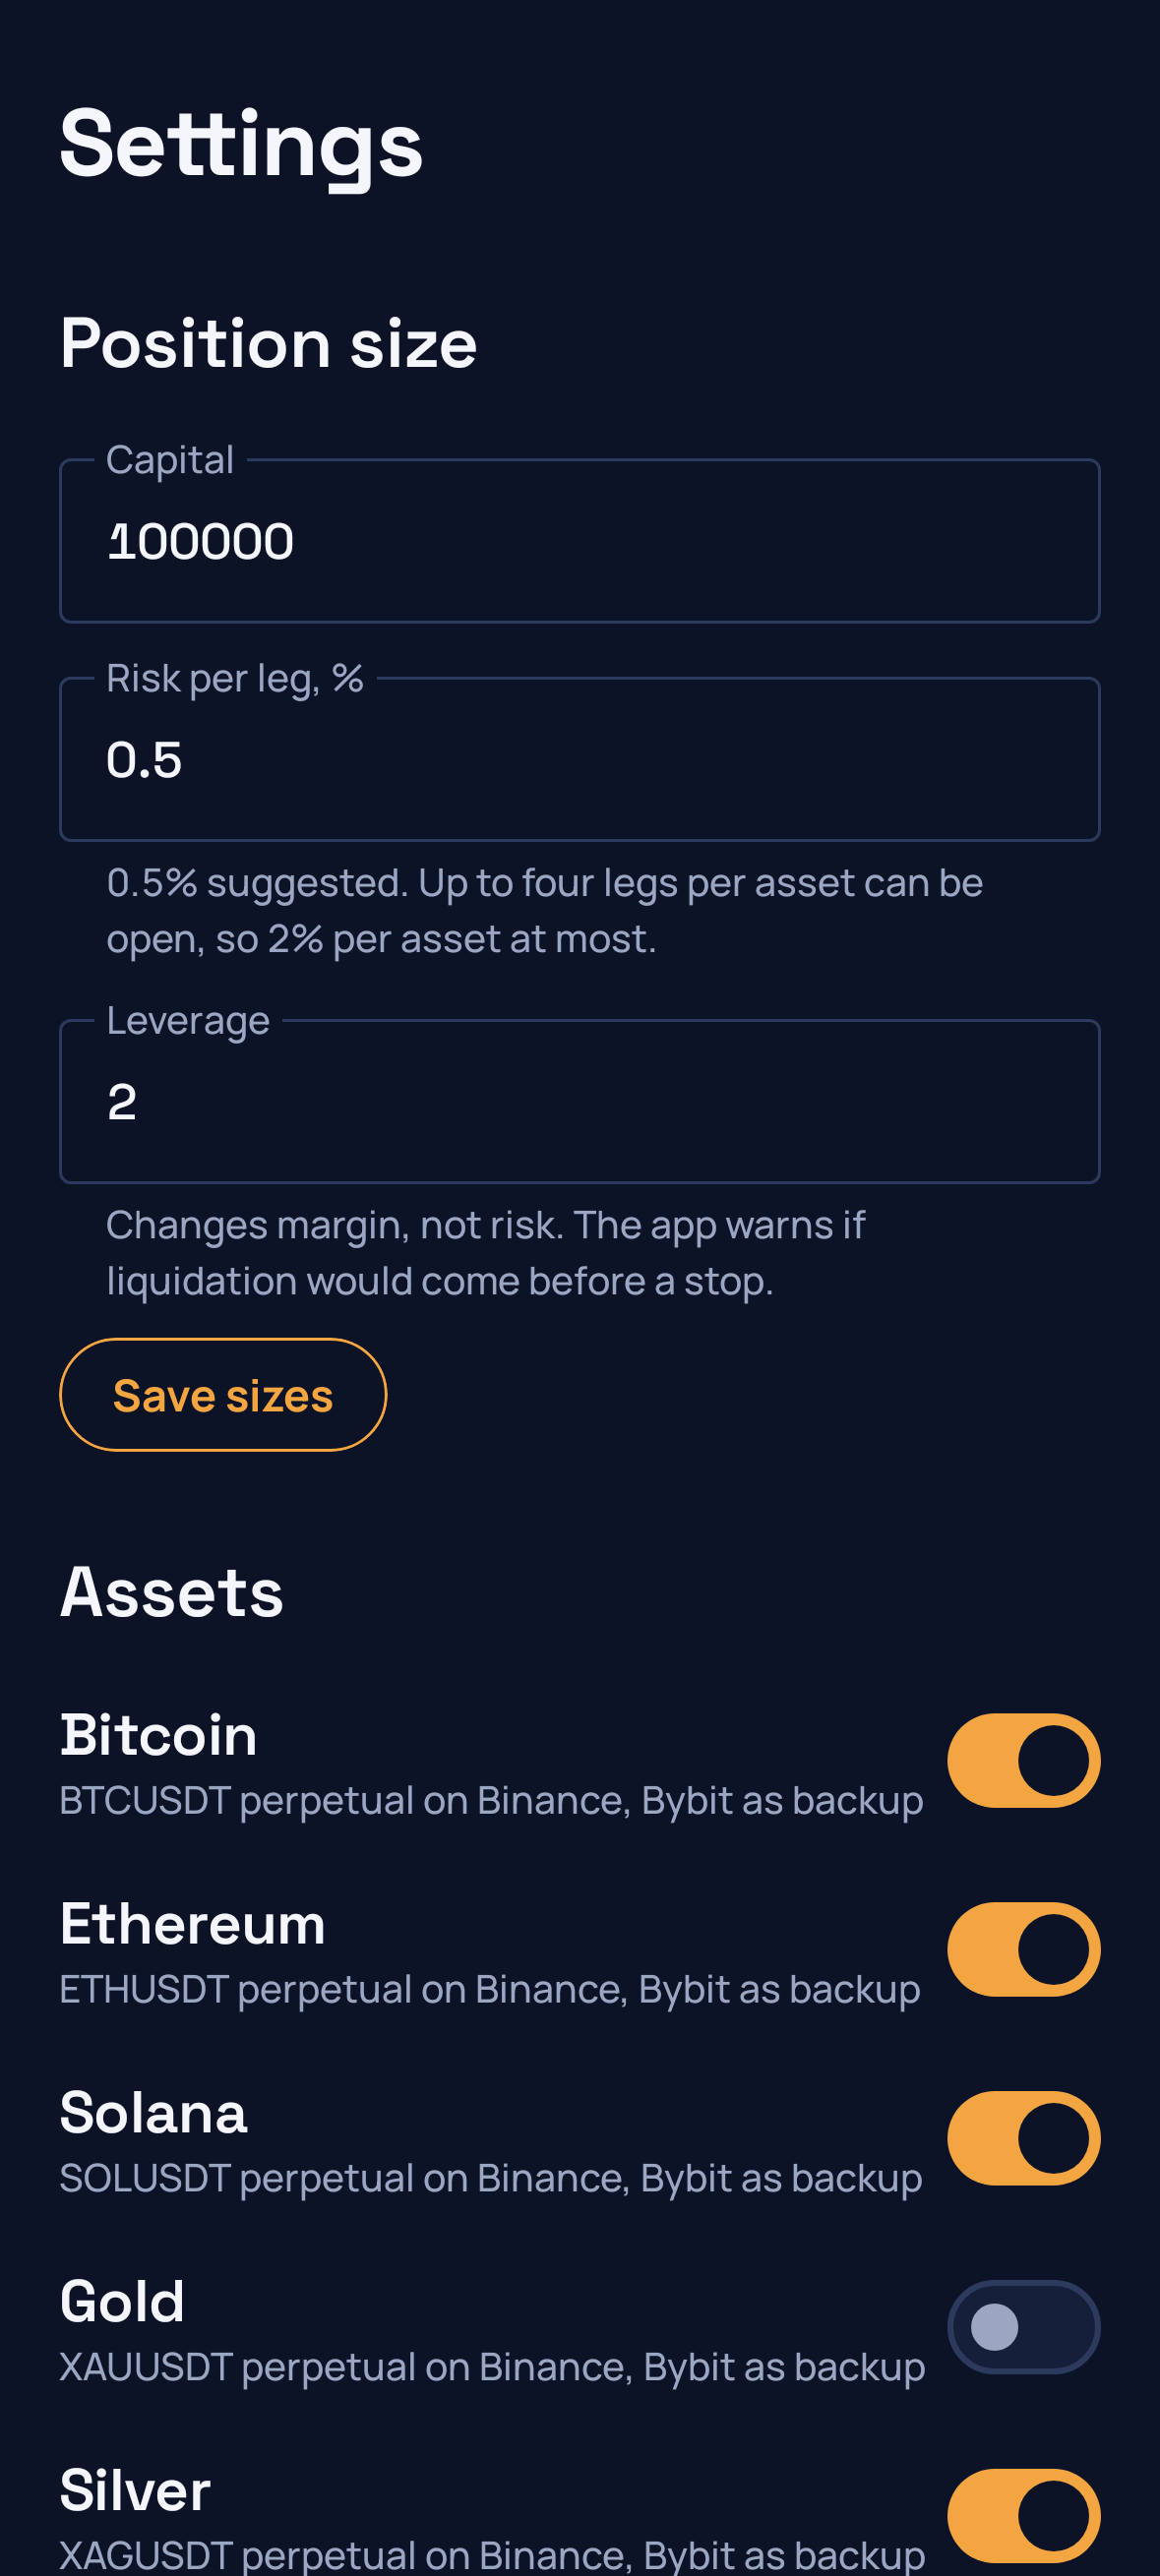 Settings
Position size
Capital
100000
Risk per leg, %
0.5
0.5% suggested. Up to four legs per asset can be
open, so 2% per asset at most.
Leverage
2
Changes margin, not risk. The app warns if
liquidation would come before a stop.
Save sizes
Assets
Bitcoin
BTCUSDT perpetual on Binance, Bybit as backup
Ethereum
ETHUSDT perpetual on Binance, Bybit as backup
Solana
SOLUSDT perpetual on Binance, Bybit as backup
Gold
XAUUSDT perpetual on Binance, Bybit as backup
Silver
XAGUSDT perpetual on Binance, Bybit as backup